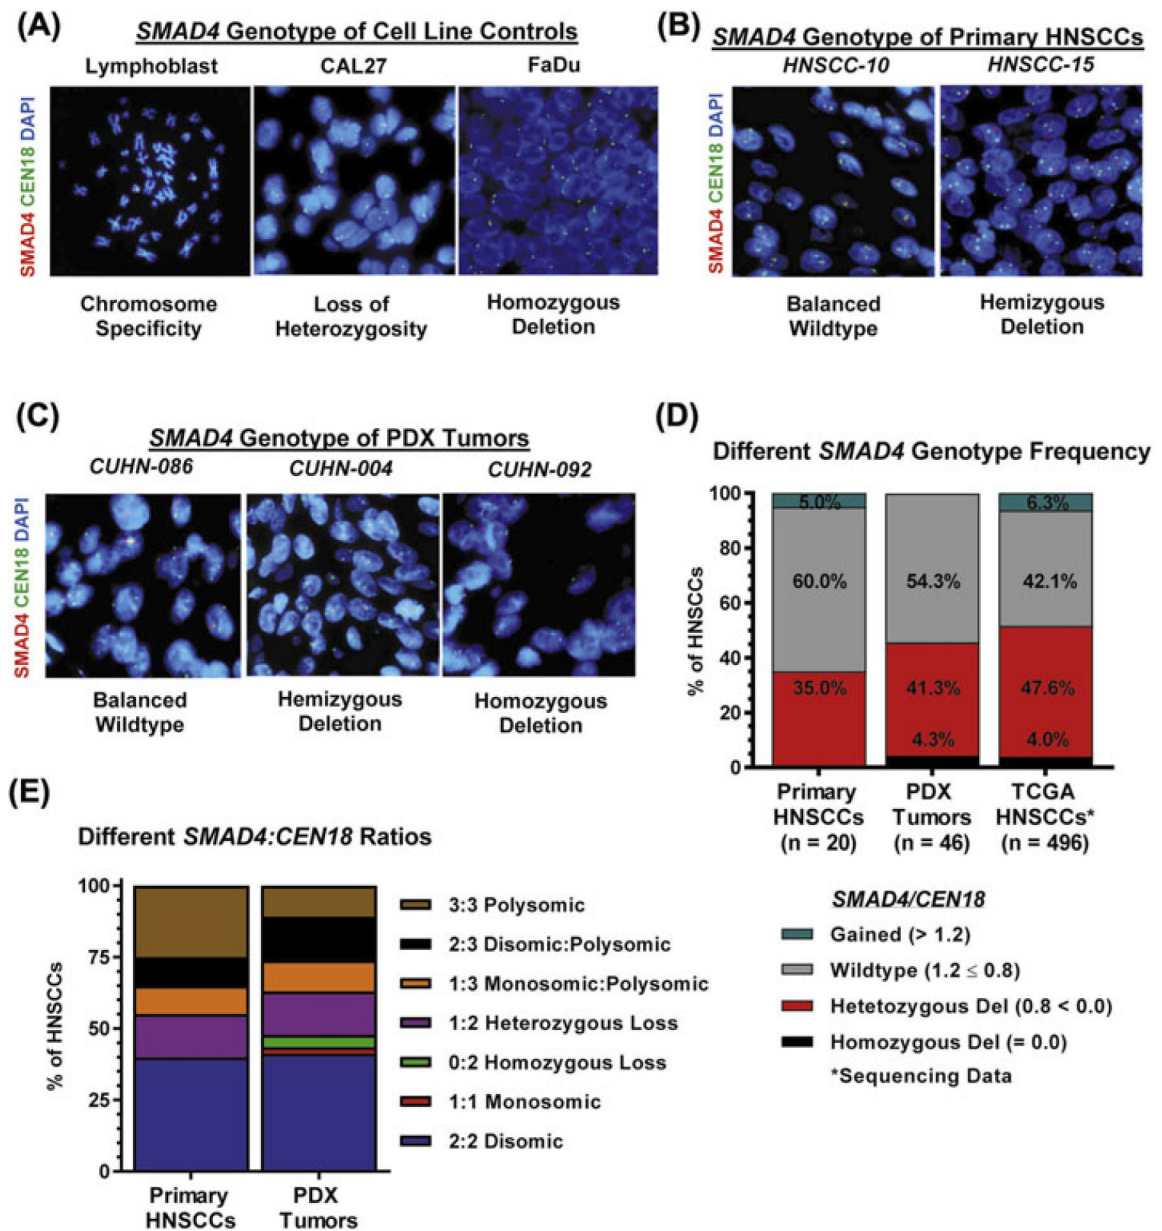 (A)
SMAD4 Genotype of Cell Line Controls
Lymphoblast
CAL27
FaDu
SMAD4 CEN18 DAPI
Chromosome
Specificity
Loss of
Heterozygosity
Homozygous
Deletion
(B)
SMAD4 Genotype of Primary HNSCCs
HNSCC-10
HNSCC-15
SMAD4 CEN18 DAPI
Balanced
Wildtype
Hemizygous
Deletion
(C)
SMAD4 Genotype of PDX Tumors
CUHN-086
CUHN-004
CUHN-092
SMAD4 CEN18 DAPI
Balanced
Wildtype
Hemizygous
Deletion
Homozygous
Deletion
(D)
Different SMAD4 Genotype Frequency
% of HNSCCs
100
80
60
40
20
0
5.0%
60.0%
35.0%
54.3%
41.3%
4.3%
6.3%
42.1%
47.6%
4.0%
Primary
HNSCCs
(n = 20)
PDX
Tumors
(n = 46)
TCGA
HNSCCs*
(n = 496)
SMAD4/CEN18
Gained (> 1.2)
Wildtype (1.2 ≤ 0.8)
Hetetozygous Del (0.8 < 0.0)
Homozygous Del (= 0.0)
*Sequencing Data
(E)
Different SMAD4:CEN18 Ratios
% of HNSCCs
100
75
50
25
0
Primary
HNSCCs
PDX
Tumors
3:3 Polysomic
2:3 Disomic:Polysomic
1:3 Monosomic:Polysomic
1:2 Heterozygous Loss
0:2 Homozygous Loss
1:1 Monosomic
2:2 Disomic